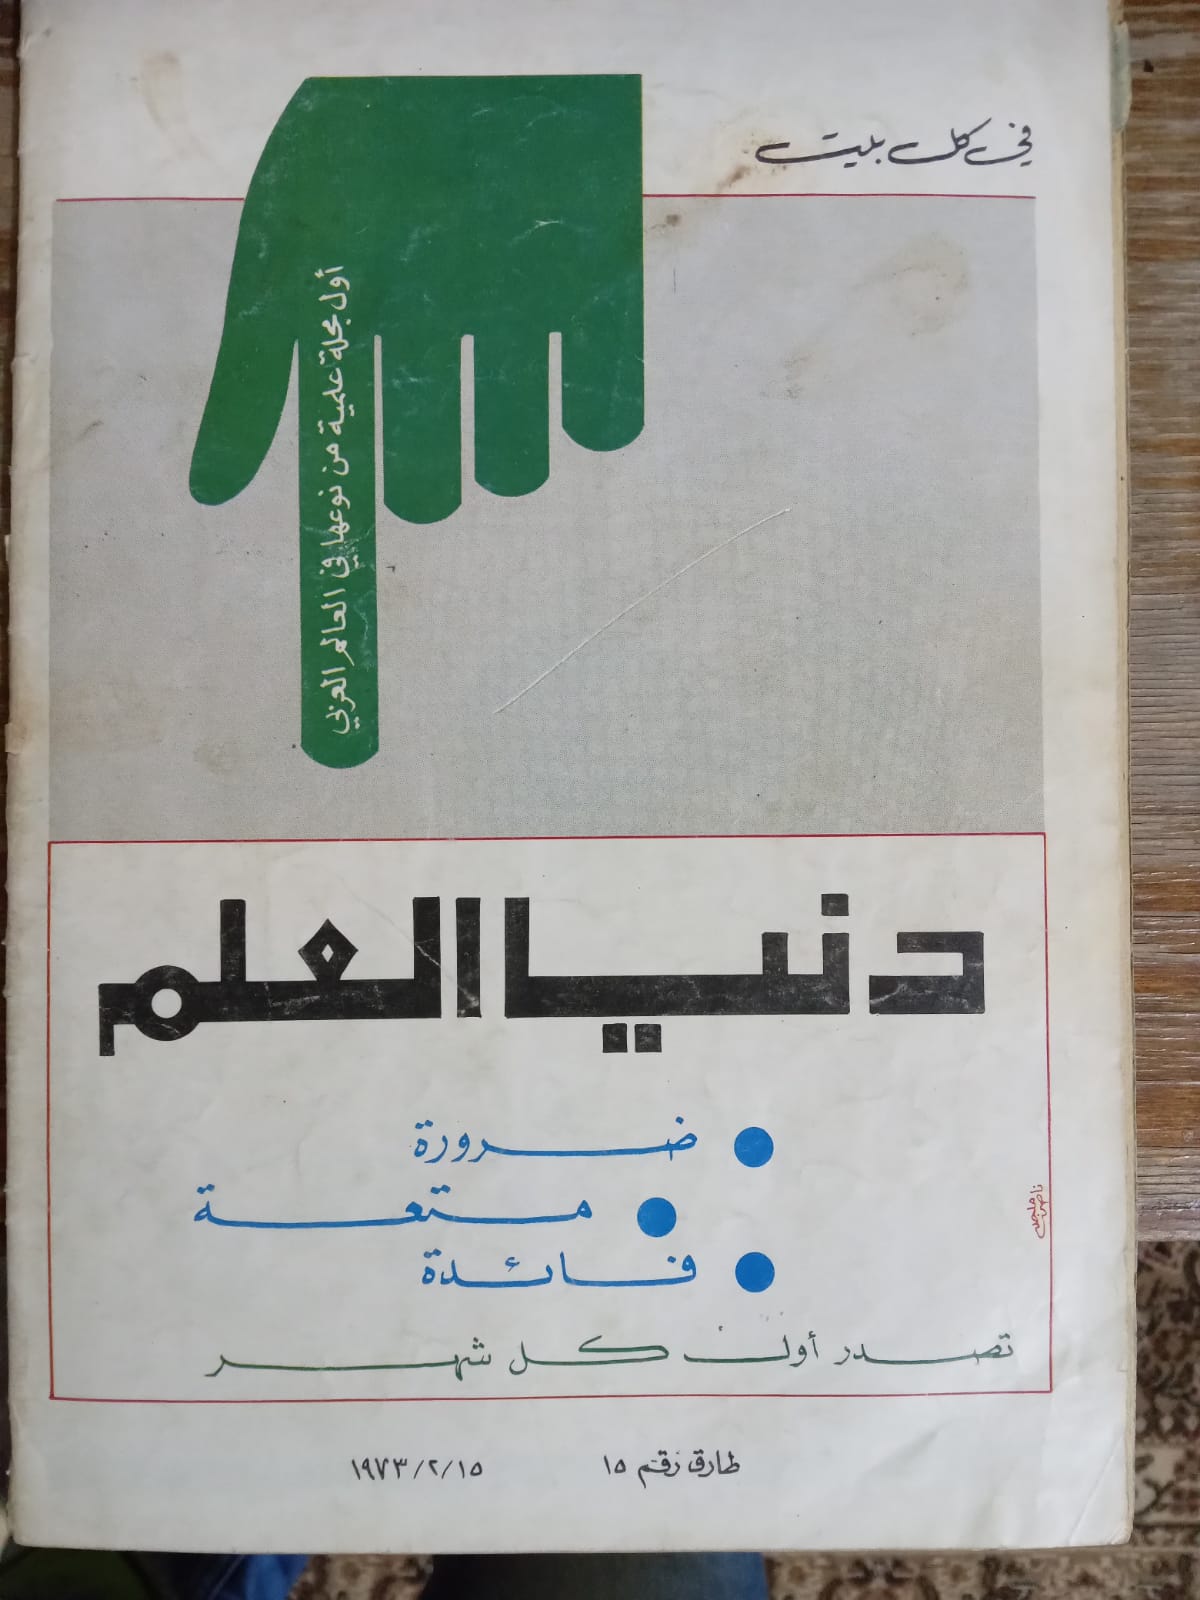 في كل بيت
أول مجلة علمية من نوعها في العالم العربي
دنيا العلم
● ضرورة
● متعة
● فائدة
تصدر أول كل شهر
طارق رقم ١٥ ١٩٧٣/٢/١٥